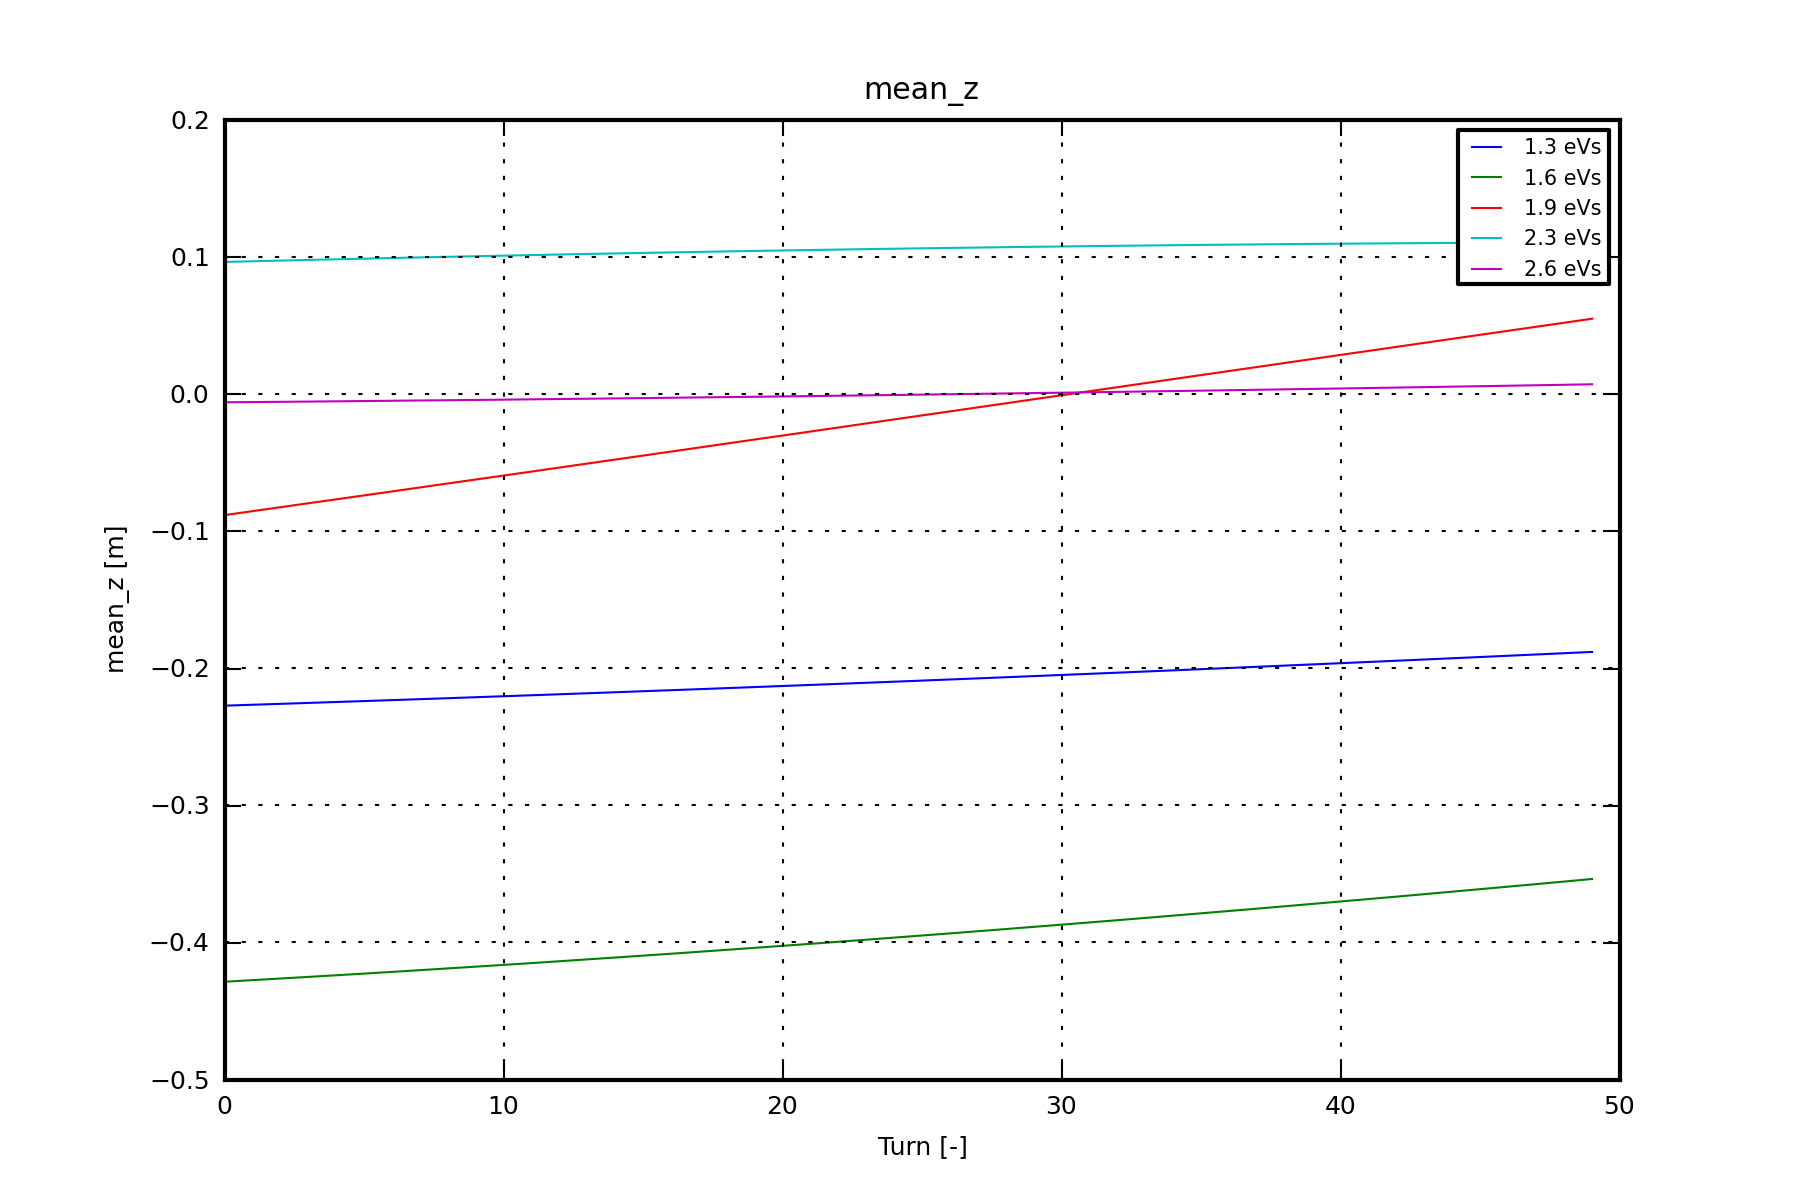 mean_z
0.2
0.1
0.0
−0.1
−0.2
−0.3
−0.4
−0.5
mean_z [m]
1.3 eVs
1.6 eVs
1.9 eVs
2.3 eVs
2.6 eVs
0 10 20 30 40 50
Turn [-]